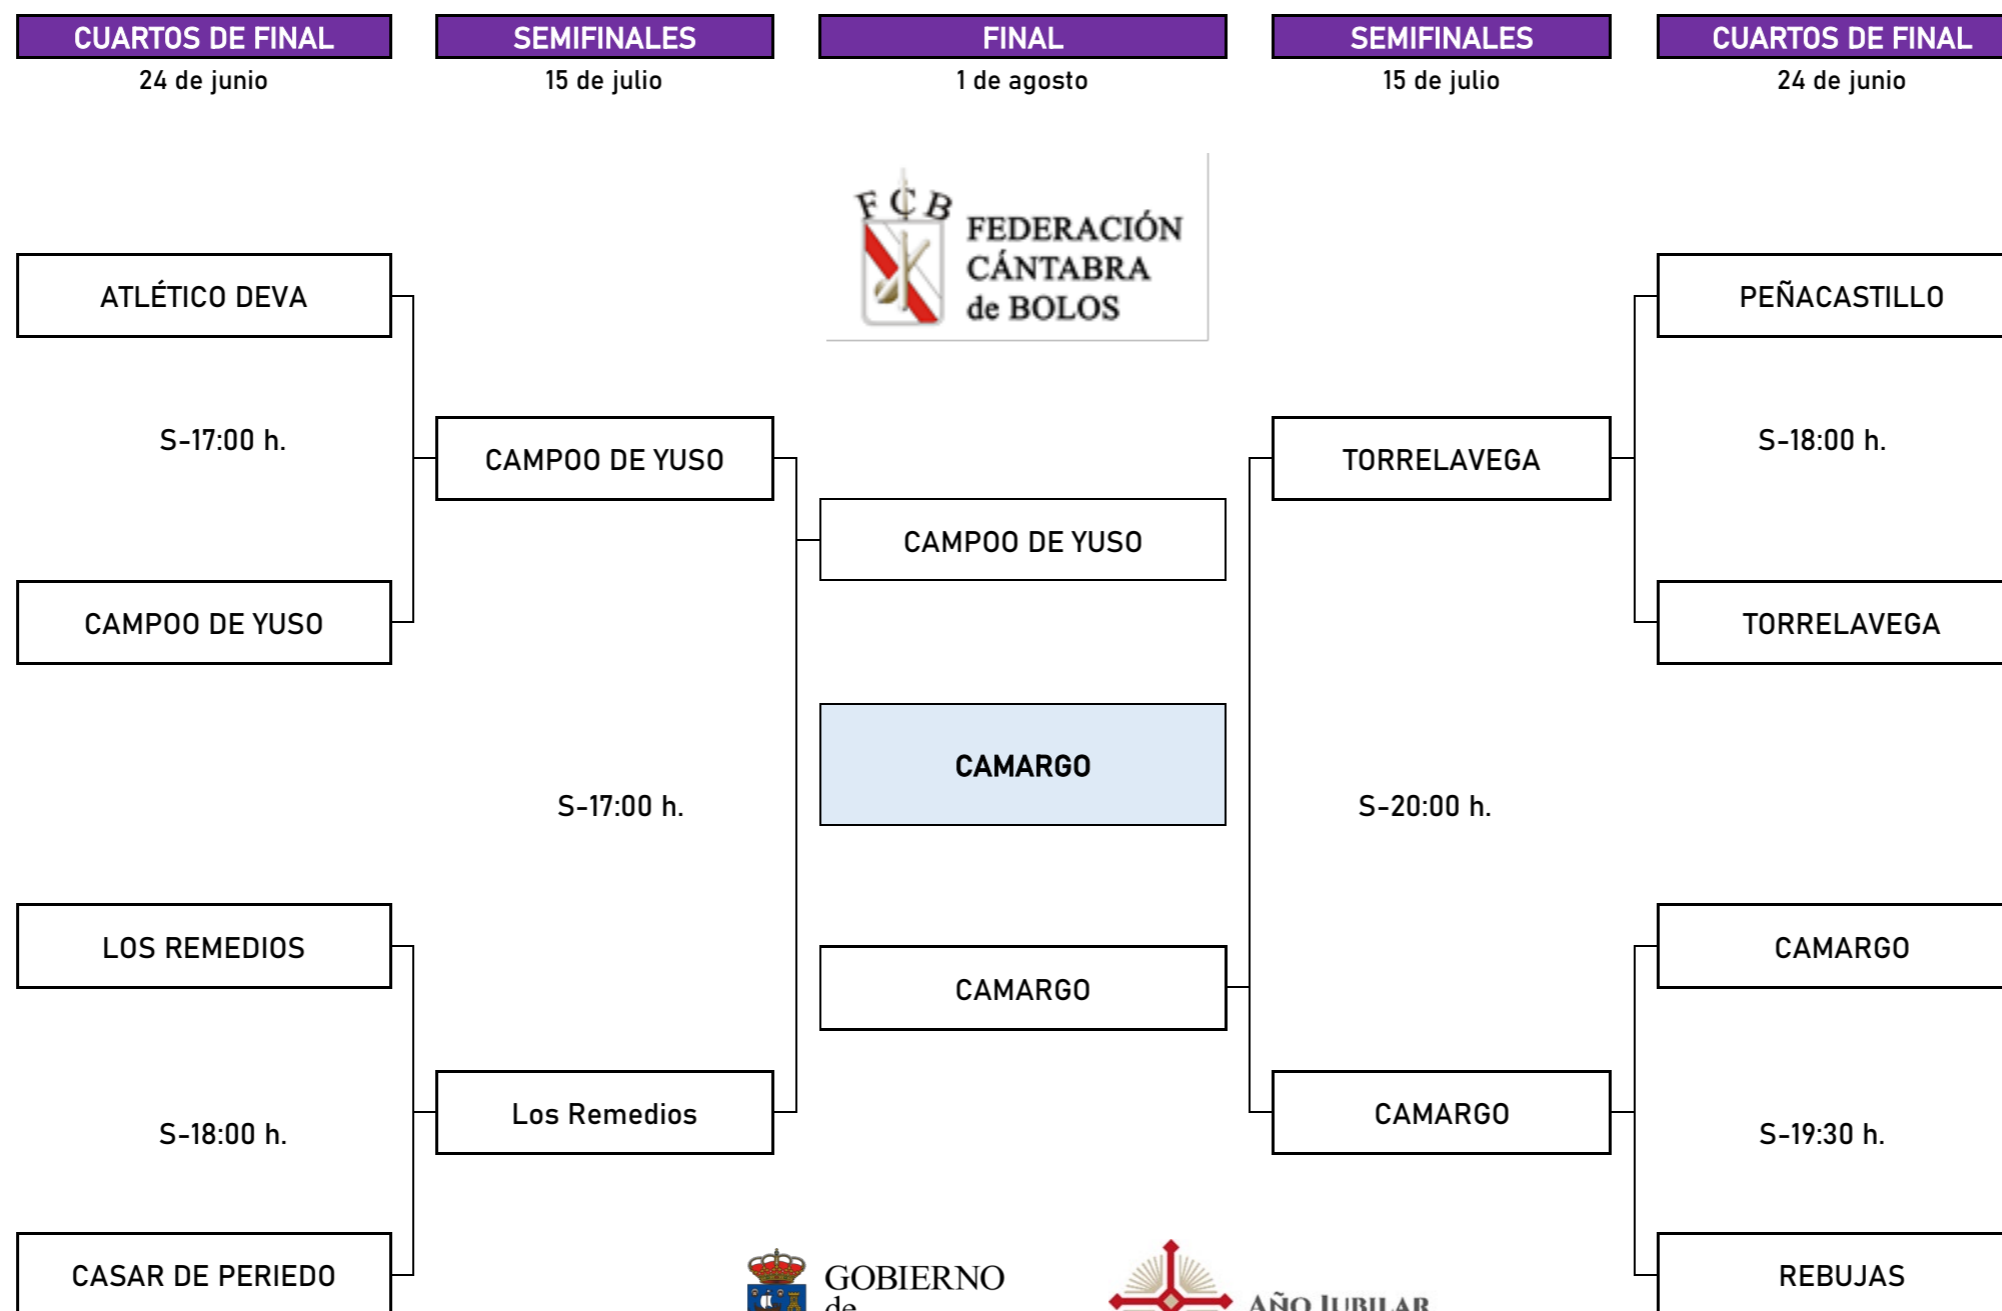 CUARTOS DE FINAL
SEMIFINALES
FINAL
SEMIFINALES
CUARTOS DE FINAL
24 de junio
15 de julio
1 de agosto
15 de julio
24 de junio
F C B
FEDERACIÓN
CÁNTABRA
de BOLOS
ATLÉTICO DEVA
PEÑACASTILLO
S-17:00 h.
S-18:00 h.
CAMPOO DE YUSO
TORRELAVEGA
CAMPOO DE YUSO
CAMPOO DE YUSO
TORRELAVEGA
CAMARGO
S-17:00 h.
S-20:00 h.
LOS REMEDIOS
CAMARGO
CAMARGO
Los Remedios
CAMARGO
S-18:00 h.
S-19:30 h.
CASAR DE PERIEDO
REBUJAS
GOBIERNO
de
AÑO JUBILAR